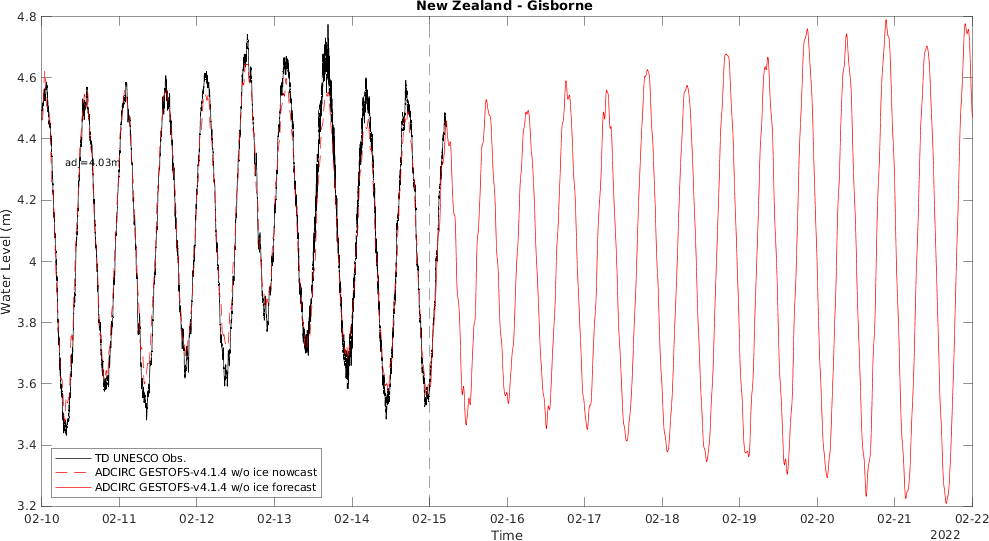 New Zealand - Gisborne
4.8
4.6
4.4
4.2
4
3.8
3.6
3.4
3.2
Water Level (m)
adj=4.03m
TD UNESCO Obs.
ADCIRC GESTOFS-v4.1.4 w/o ice nowcast
ADCIRC GESTOFS-v4.1.4 w/o ice forecast
02-10 02-11 02-12 02-13 02-14 02-15 02-16 02-17 02-18 02-19 02-20 02-21 02-22
Time
2022